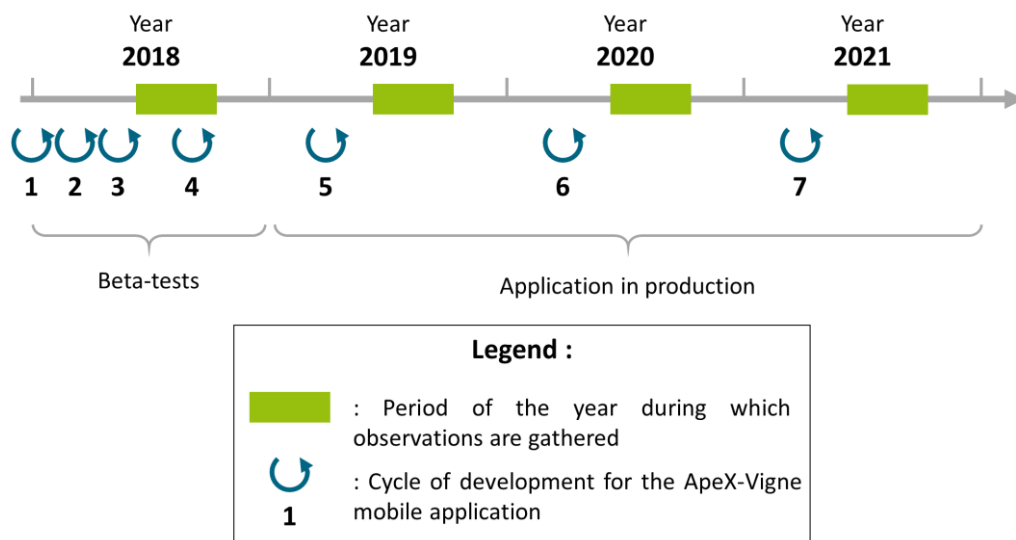 Year Year Year Year
2018 2019 2020 2021
1 2 3 4 5 6 7
Beta-tests Application in production
Legend :
: Period of the year during which
observations are gathered
: Cycle of development for the ApeX-Vigne
1 mobile application